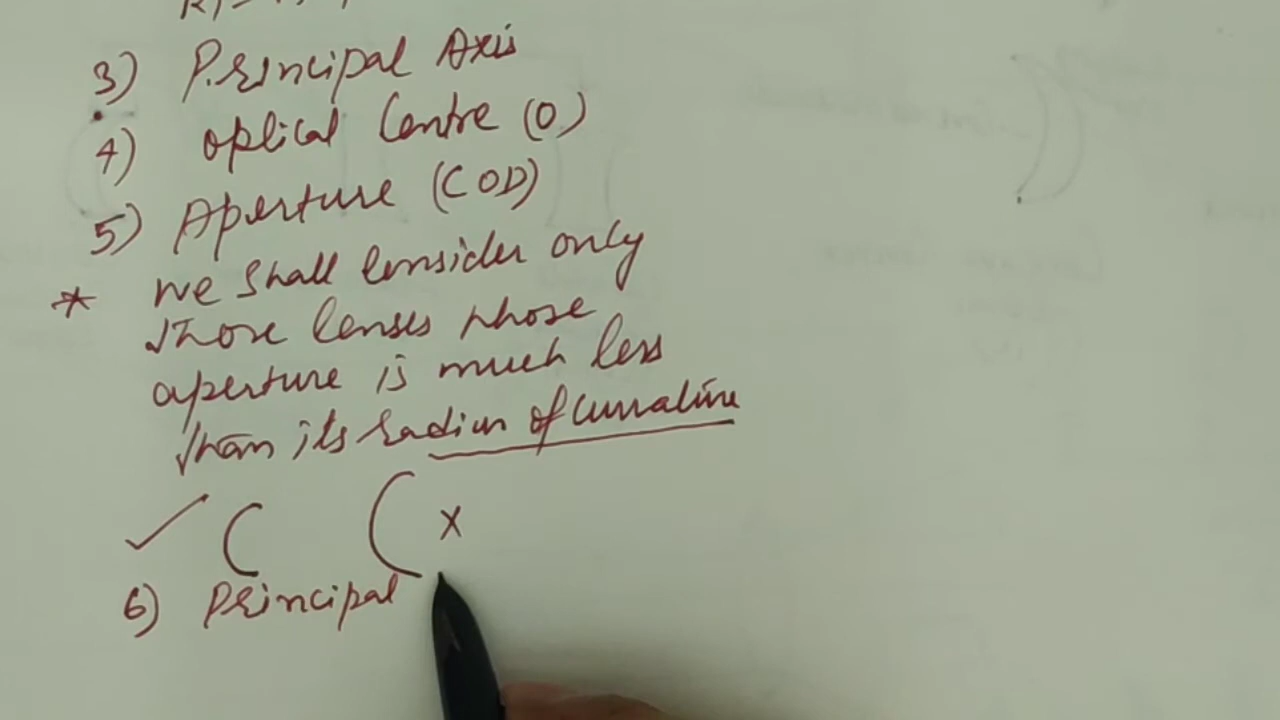 3) Principal Axis
4) Optical Centre (O)
5) Aperture (COD)
* We shall consider only
those lenses whose
aperture is much less
than its radius of curvature
✓ ( ( x
6) Principal